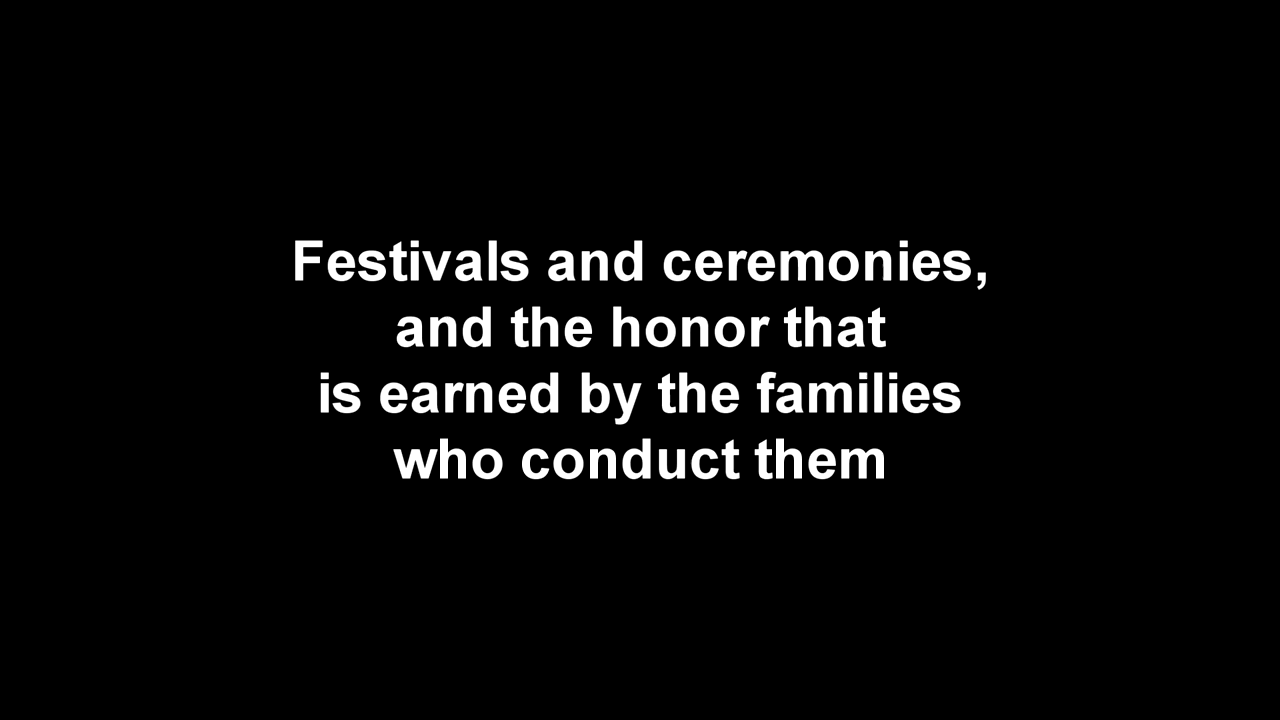 Festivals and ceremonies,
and the honor that
is earned by the families
who conduct them